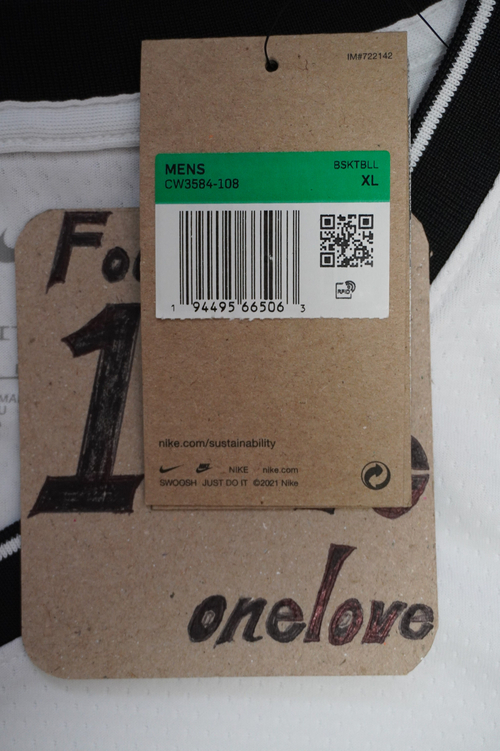 IM#722142
MENS
BSKTBLL
CW3584-108
XL
1 94495 66506 3
RFID
nike.com/sustainability
NIKE nike.com
SWOOSH JUST DO IT ©2021 Nike
onelove